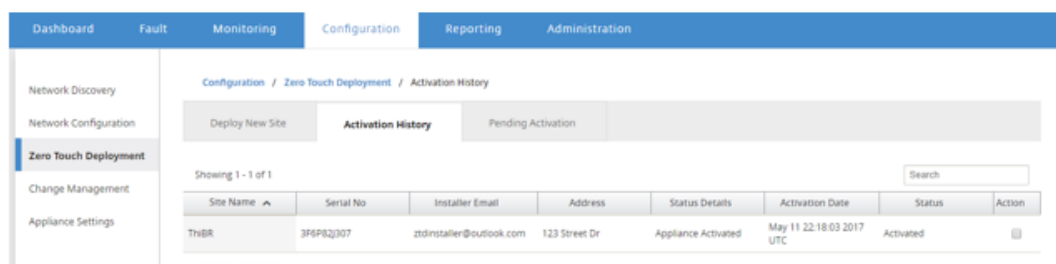 Dashboard Fault Monitoring Configuration Reporting Administration
Network Discovery
Network Configuration
Zero Touch Deployment
Change Management
Appliance Settings
Configuration / Zero Touch Deployment / Activation History
Deploy New Site Activation History Pending Activation
Showing 1 - 1 of 1
Search
Site Name Serial No Installer Email Address Status Details Activation Date Status Action
ThiBR 3F6P82J307 ztdinstaller@outlook.com 123 Street Dr Appliance Activated May 11 22:18:03 2017 Activated
UTC